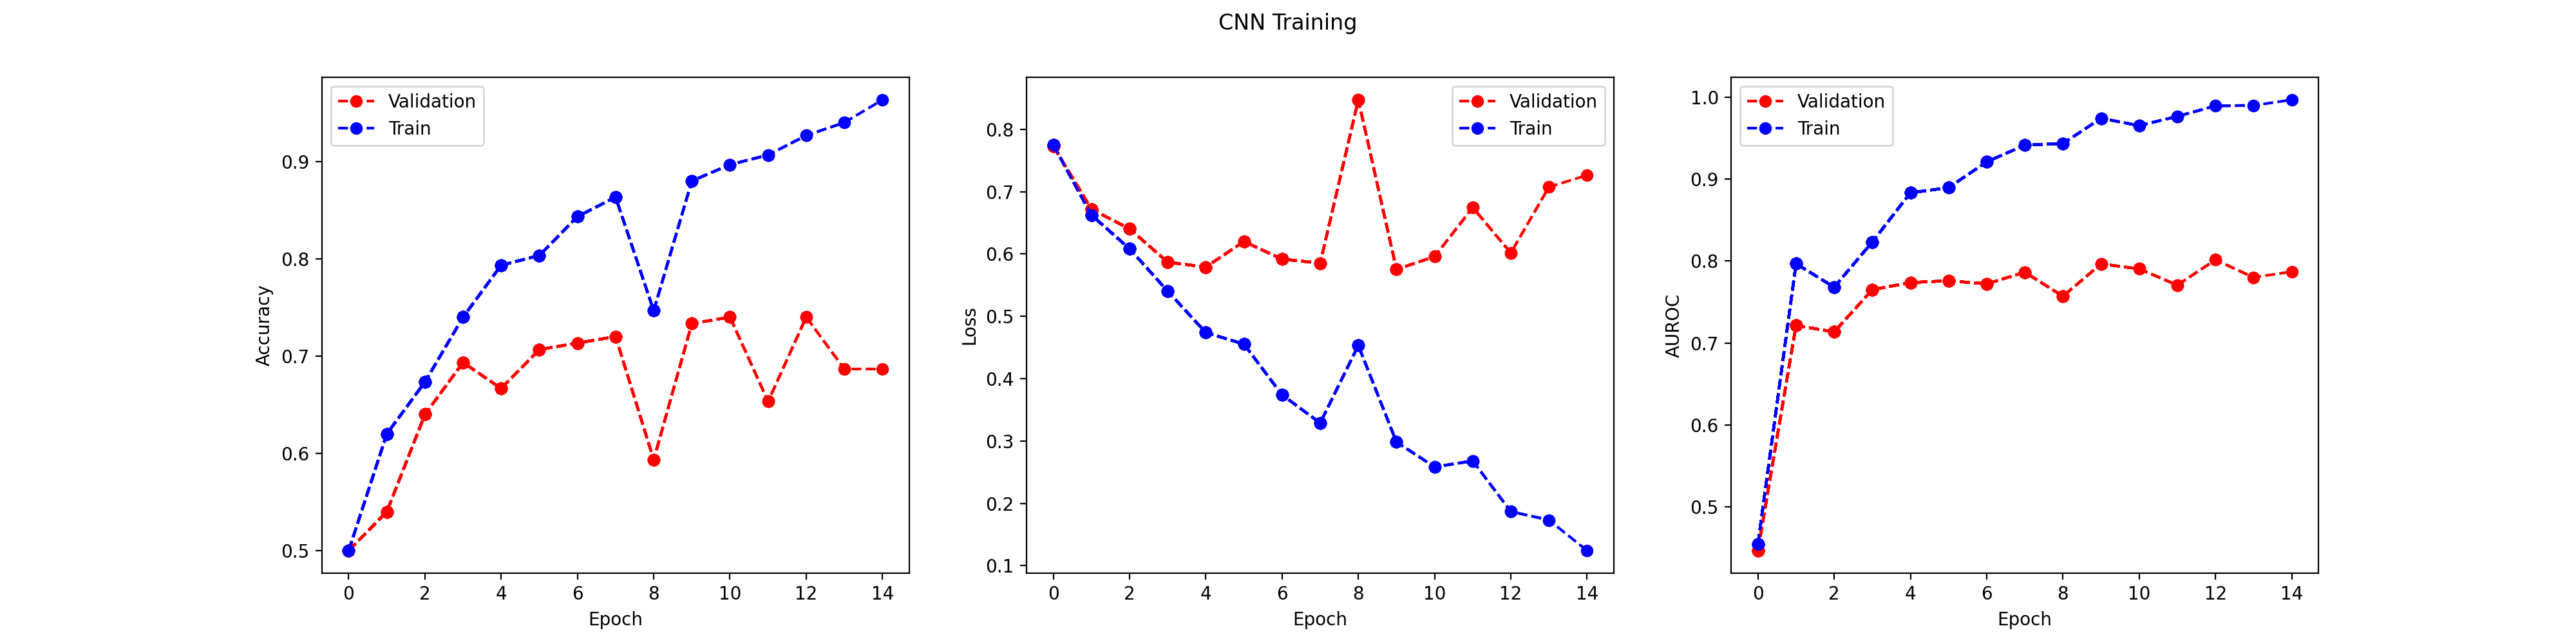 CNN Training
Validation
Train
0.9
0.8
0.7
0.6
0.5
Accuracy
0 2 4 6 8 10 12 14
Epoch
Validation
Train
0.8
0.7
0.6
0.5
0.4
0.3
0.2
0.1
Loss
0 2 4 6 8 10 12 14
Epoch
Validation
Train
1.0
0.9
0.8
0.7
0.6
0.5
AUROC
0 2 4 6 8 10 12 14
Epoch